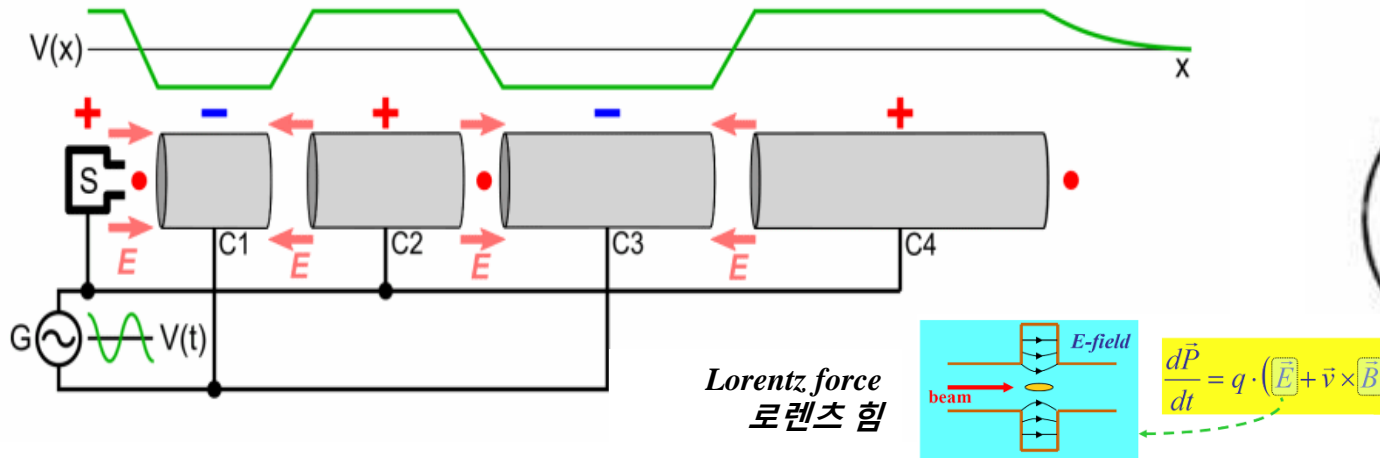 V(x)
x
+ − + − +
S
C1
C2
C3
C4
E
E
E
E
G
V(t)
Lorentz force
로렌츠 힘
E-field
beam
dP⃗/dt = q · (E⃗ + v⃗ × B⃗